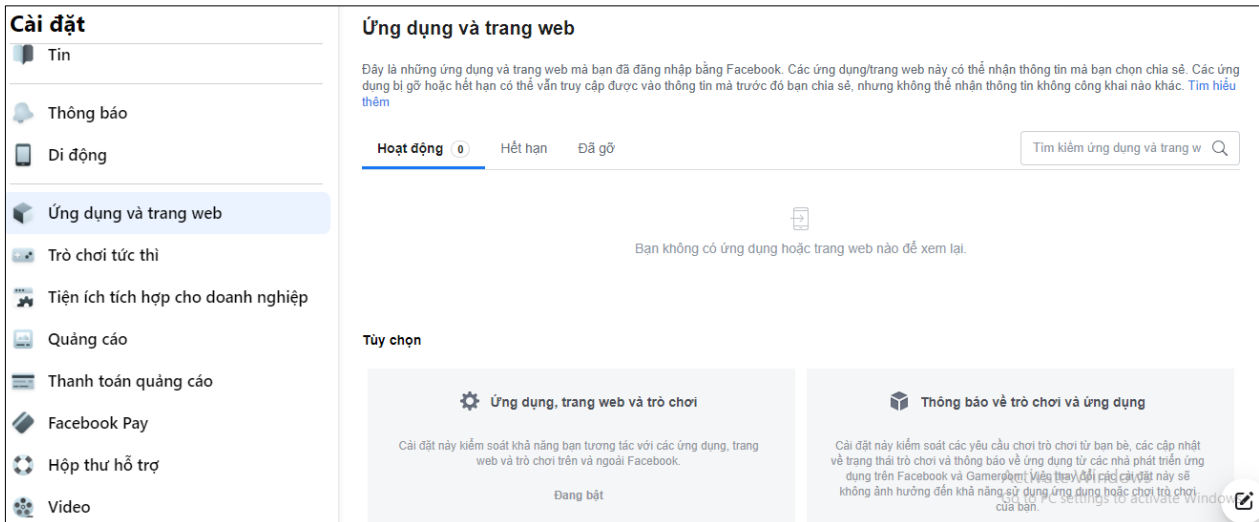 Cài đặt
Tin
Thông báo
Di động
Ứng dụng và trang web
Trò chơi tức thì
Tiện ích tích hợp cho doanh nghiệp
Quảng cáo
Thanh toán quảng cáo
Facebook Pay
Hộp thư hỗ trợ
Video
Ứng dụng và trang web
Đây là những ứng dụng và trang web mà bạn đã đăng nhập bằng Facebook. Các ứng dụng/trang web này có thể nhận thông tin mà bạn chọn chia sẻ. Các ứng
dụng bị gỡ hoặc hết hạn có thể vẫn truy cập được vào thông tin mà trước đó bạn chia sẻ, nhưng không thể nhận thông tin không công khai nào khác. Tìm hiểu
thêm
Hoạt động 0 Hết hạn Đã gỡ
Tìm kiếm ứng dụng và trang w
Bạn không có ứng dụng hoặc trang web nào để xem lại.
Tùy chọn
Ứng dụng, trang web và trò chơi
Cài đặt này kiểm soát khả năng bạn tương tác với các ứng dụng, trang
web và trò chơi trên và ngoài Facebook.
Đang bật
Thông báo về trò chơi và ứng dụng
Cài đặt này kiểm soát các yêu cầu chơi trò chơi từ bạn bè, các cập nhật
về trạng thái trò chơi và thông báo về ứng dụng từ các nhà phát triển ứng
dụng trên Facebook và Gameroom. Việc thay đổi các cài đặt này sẽ
không ảnh hưởng đến khả năng sử dụng ứng dụng hoặc chơi trò chơi
của bạn.
Activate Windows
Go to PC settings to activate Windows